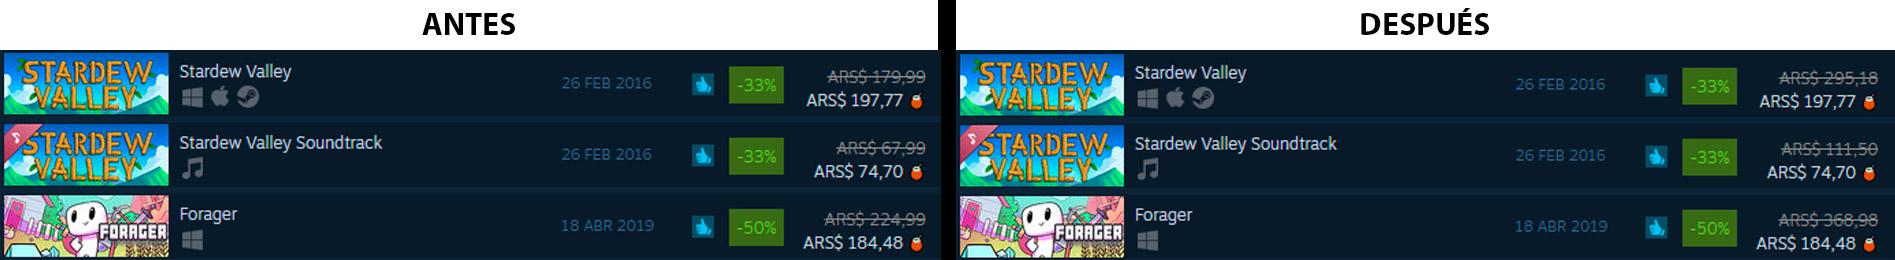 ANTES
STARDEW VALLEY
Stardew Valley
26 FEB 2016
-33%
ARS$ 179,99
ARS$ 197,77
STARDEW VALLEY
Stardew Valley Soundtrack
26 FEB 2016
-33%
ARS$ 67,99
ARS$ 74,70
FORAGER
Forager
18 ABR 2019
-50%
ARS$ 224,99
ARS$ 184,48
DESPUÉS
STARDEW VALLEY
Stardew Valley
26 FEB 2016
-33%
ARS$ 295,18
ARS$ 197,77
STARDEW VALLEY
Stardew Valley Soundtrack
26 FEB 2016
-33%
ARS$ 111,50
ARS$ 74,70
FORAGER
Forager
18 ABR 2019
-50%
ARS$ 368,98
ARS$ 184,48